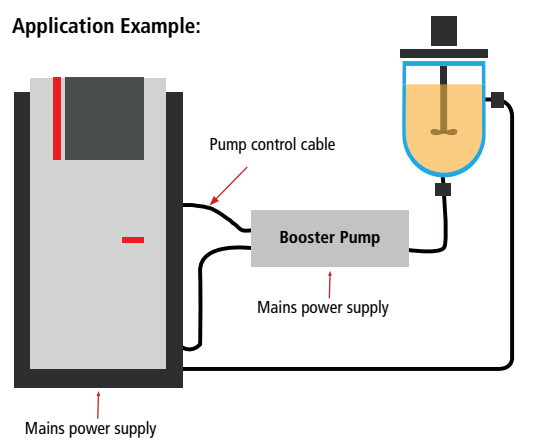 Application Example:
Pump control cable
Booster Pump
Mains power supply
Mains power supply